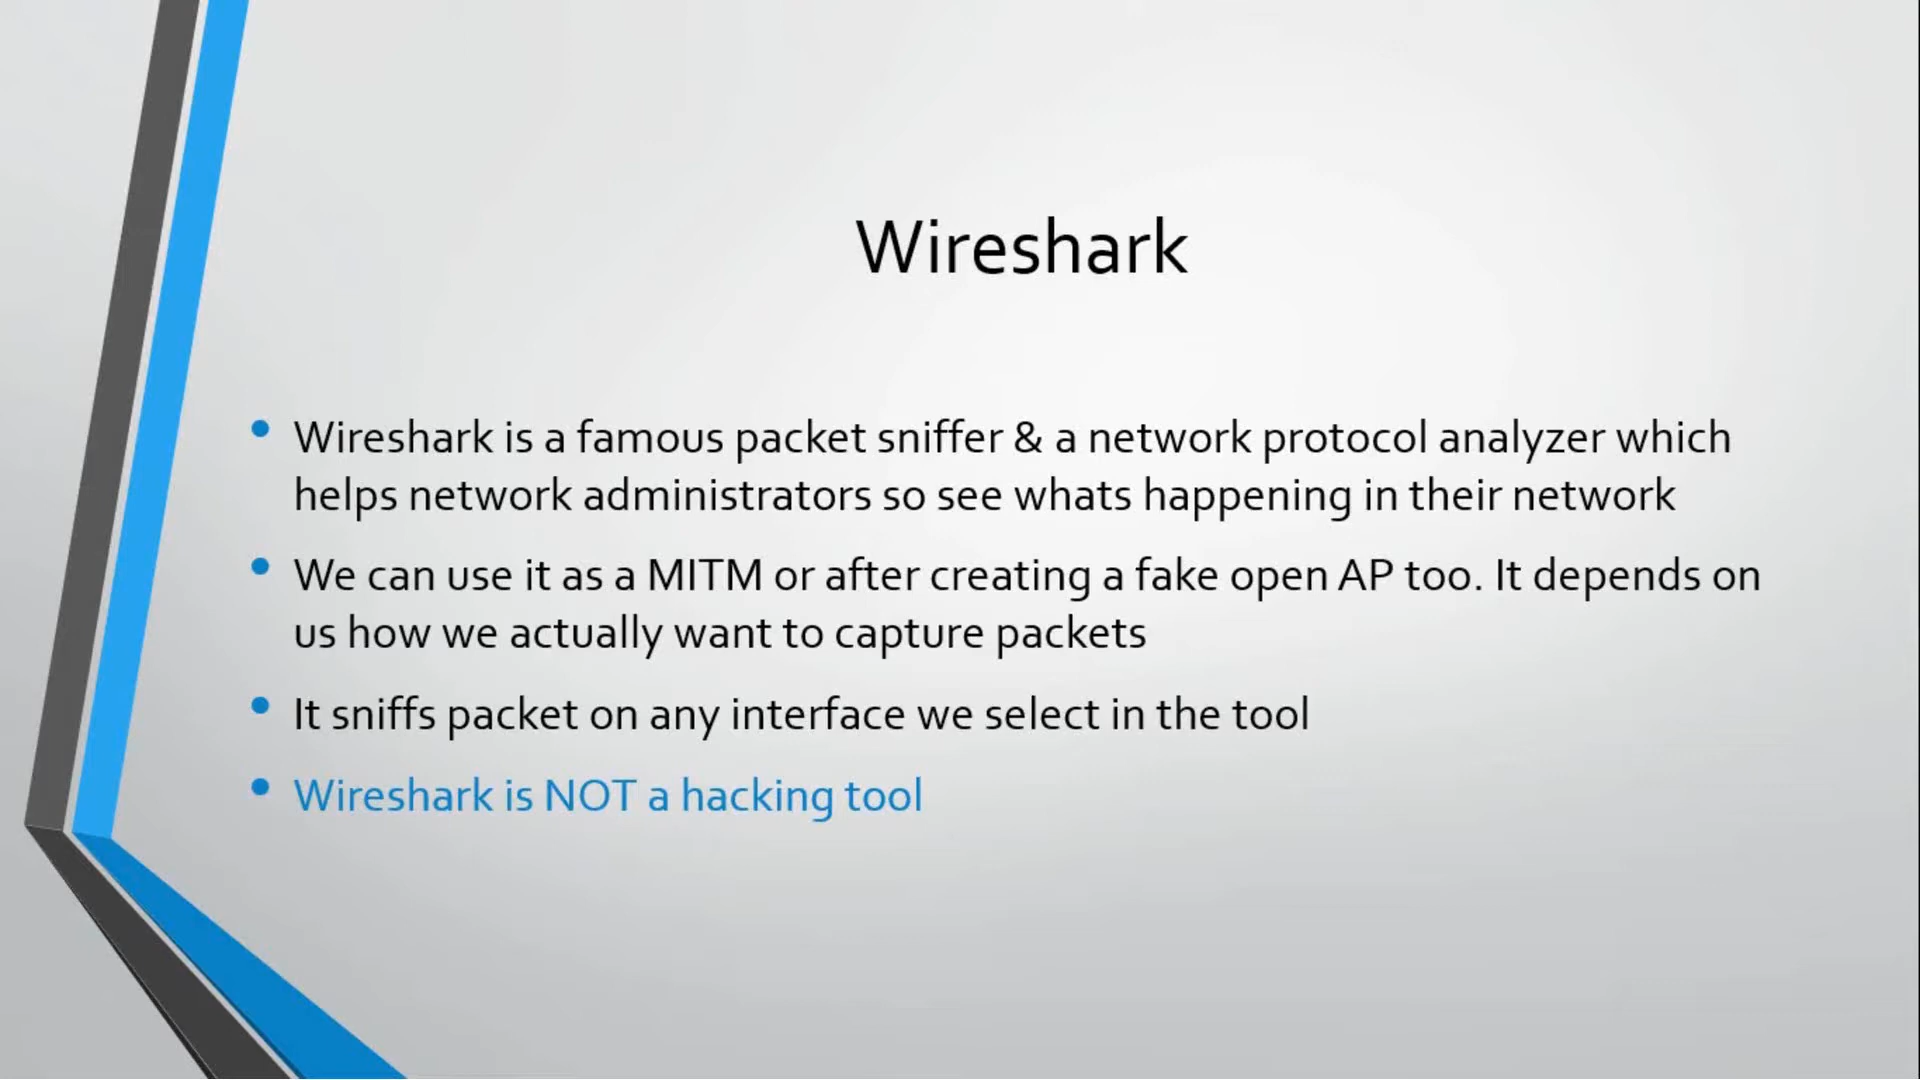 Wireshark
• Wireshark is a famous packet sniffer & a network protocol analyzer which
helps network administrators so see whats happening in their network
• We can use it as a MITM or after creating a fake open AP too. It depends on
us how we actually want to capture packets
• It sniffs packet on any interface we select in the tool
• Wireshark is NOT a hacking tool